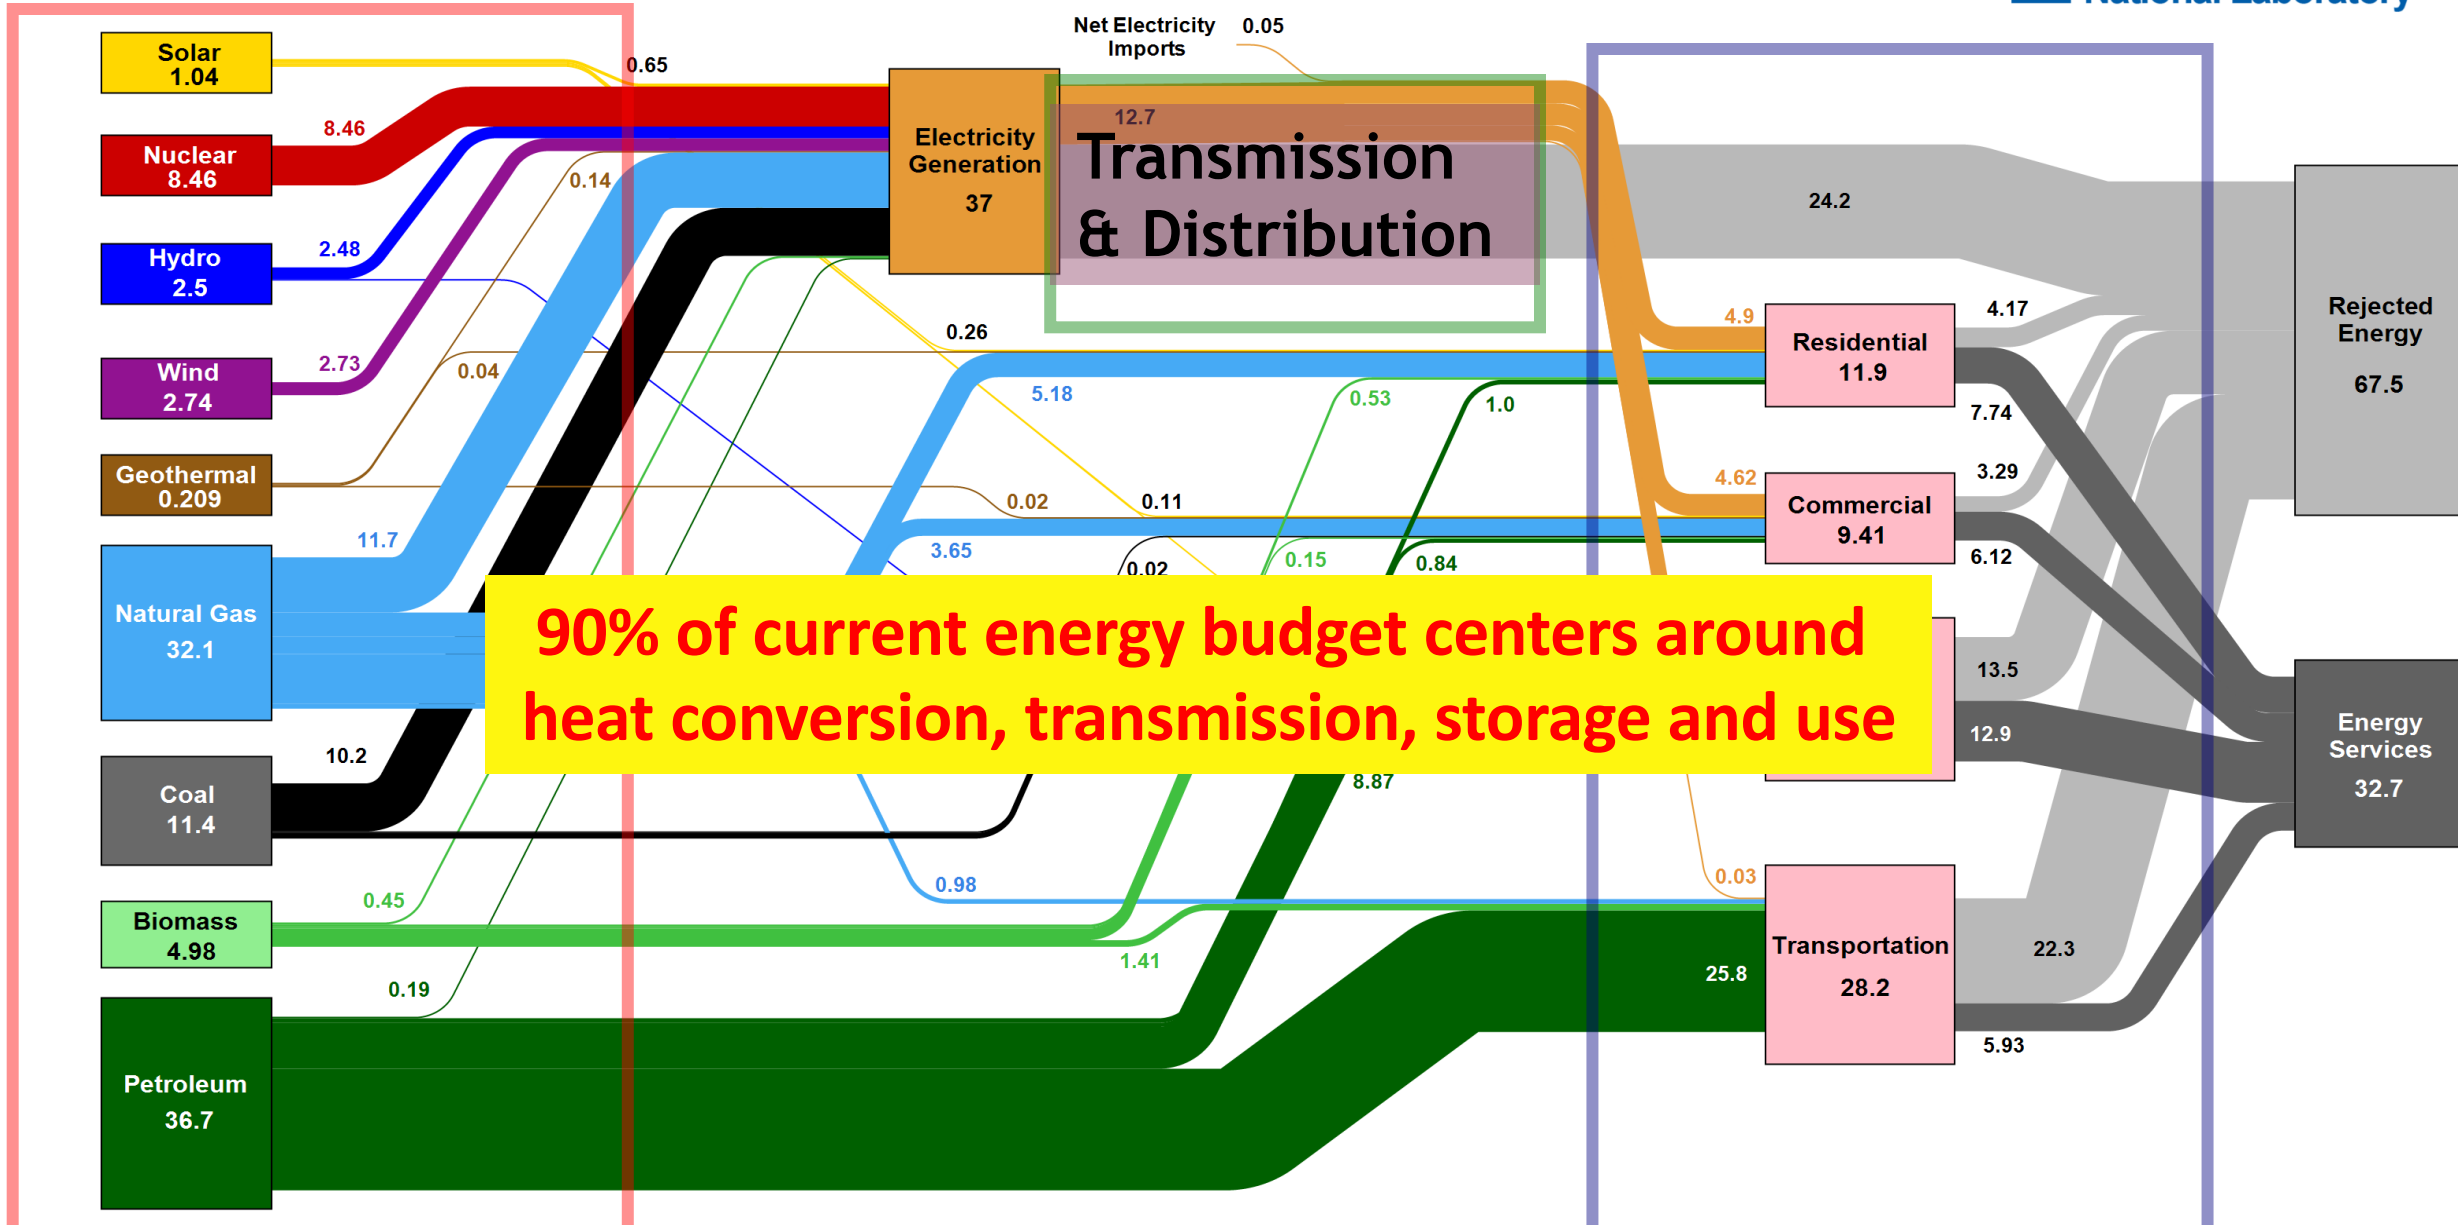 National Laboratory
Net Electricity
Imports
0.05
Solar
1.04
0.65
8.46
Nuclear
8.46
Electricity
Generation
37
12.7
Transmission
& Distribution
0.14
24.2
2.48
Hydro
2.5
Rejected
Energy
67.5
0.26
4.9
Residential
11.9
4.17
7.74
2.73
Wind
2.74
0.04
5.18
0.53
1.0
Geothermal
0.209
0.02
0.11
4.62
Commercial
9.41
3.29
6.12
11.7
3.65
0.02
0.15
0.84
Natural Gas
32.1
90% of current energy budget centers around
heat conversion, transmission, storage and use
13.5
12.9
Energy
Services
32.7
10.2
Coal
11.4
8.87
0.45
0.98
0.03
Biomass
4.98
1.41
0.19
25.8
Transportation
28.2
22.3
5.93
Petroleum
36.7